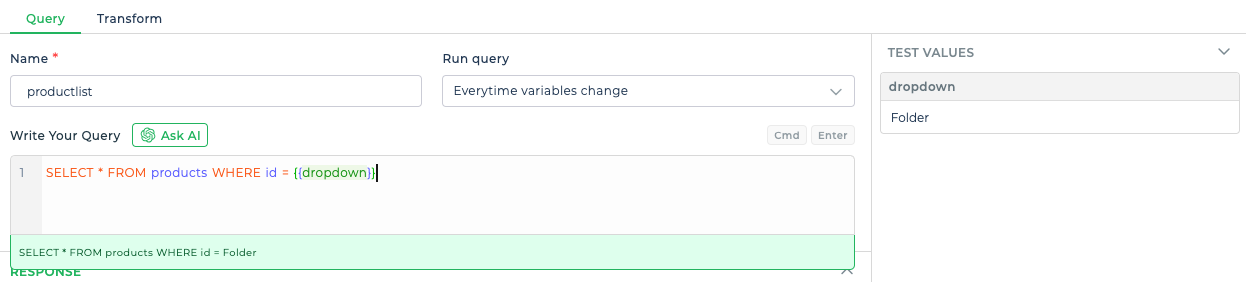 Query Transform
Name * Run query
productlist Everytime variables change
Write Your Query Ask AI Cmd Enter
1 SELECT * FROM products WHERE id = {{dropdown}}
SELECT * FROM products WHERE id = Folder
RESPONSE
TEST VALUES
dropdown
Folder